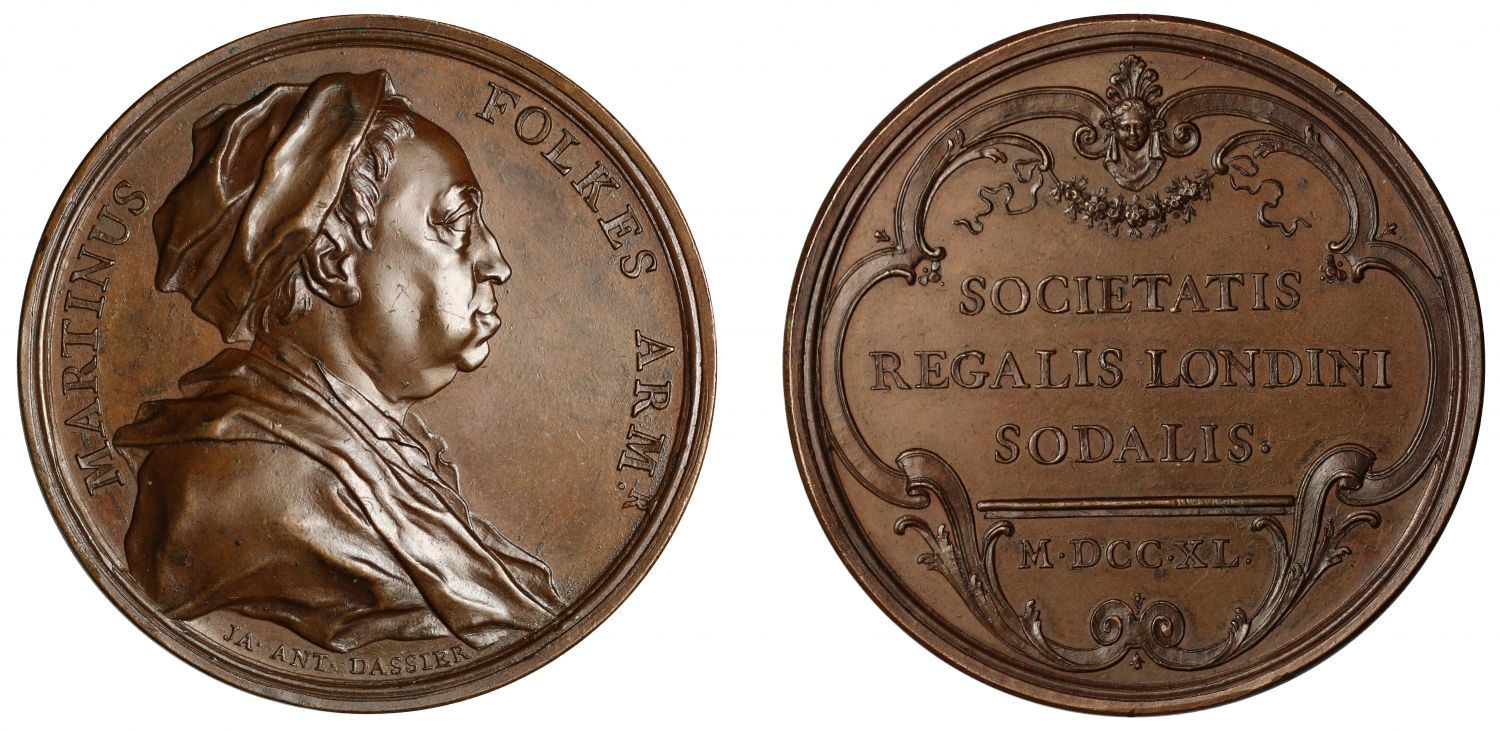 MARTINUS FOLKES ARM.R
JA· ANT· DASSIER
SOCIETATIS
REGALIS LONDINI
SODALIS·
M·DCC·XL·